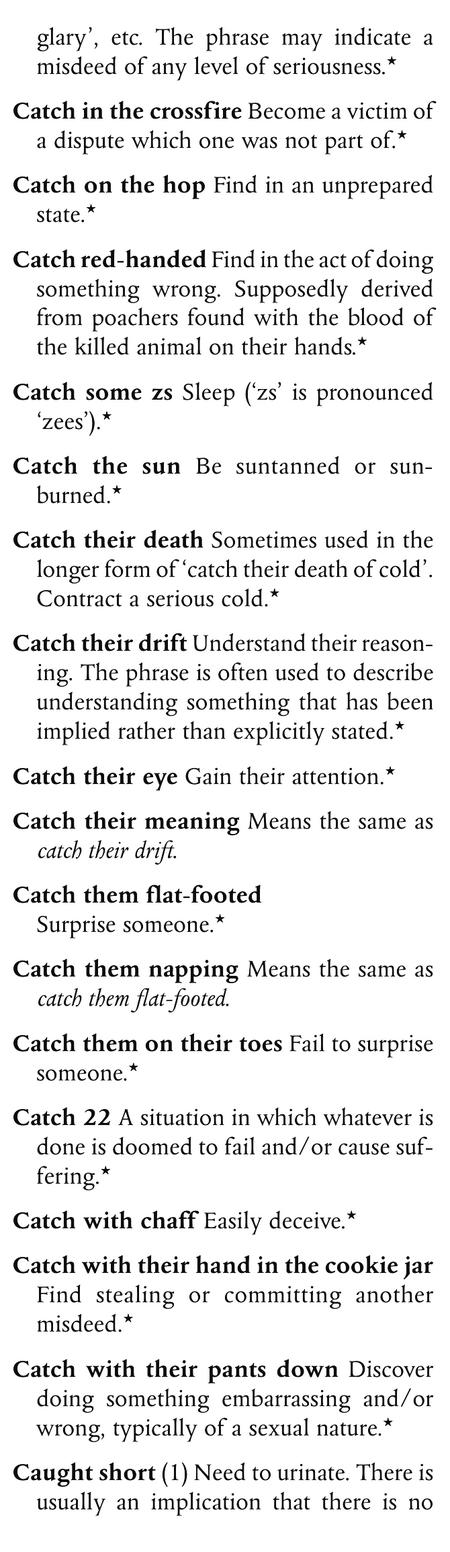 glary’, etc. The phrase may indicate a
misdeed of any level of seriousness.★
Catch in the crossfire Become a victim of
a dispute which one was not part of.★
Catch on the hop Find in an unprepared
state.★
Catch red-handed Find in the act of doing
something wrong. Supposedly derived
from poachers found with the blood of
the killed animal on their hands.★
Catch some zs Sleep (‘zs’ is pronounced
‘zees’).★
Catch the sun Be suntanned or sun-
burned.★
Catch their death Sometimes used in the
longer form of ‘catch their death of cold’.
Contract a serious cold.★
Catch their drift Understand their reason-
ing. The phrase is often used to describe
understanding something that has been
implied rather than explicitly stated.★
Catch their eye Gain their attention.★
Catch their meaning Means the same as
catch their drift.
Catch them flat-footed
Surprise someone.★
Catch them napping Means the same as
catch them flat-footed.
Catch them on their toes Fail to surprise
someone.★
Catch 22 A situation in which whatever is
done is doomed to fail and/or cause suf-
fering.★
Catch with chaff Easily deceive.★
Catch with their hand in the cookie jar
Find stealing or committing another
misdeed.★
Catch with their pants down Discover
doing something embarrassing and/or
wrong, typically of a sexual nature.★
Caught short (1) Need to urinate. There is
usually an implication that there is no